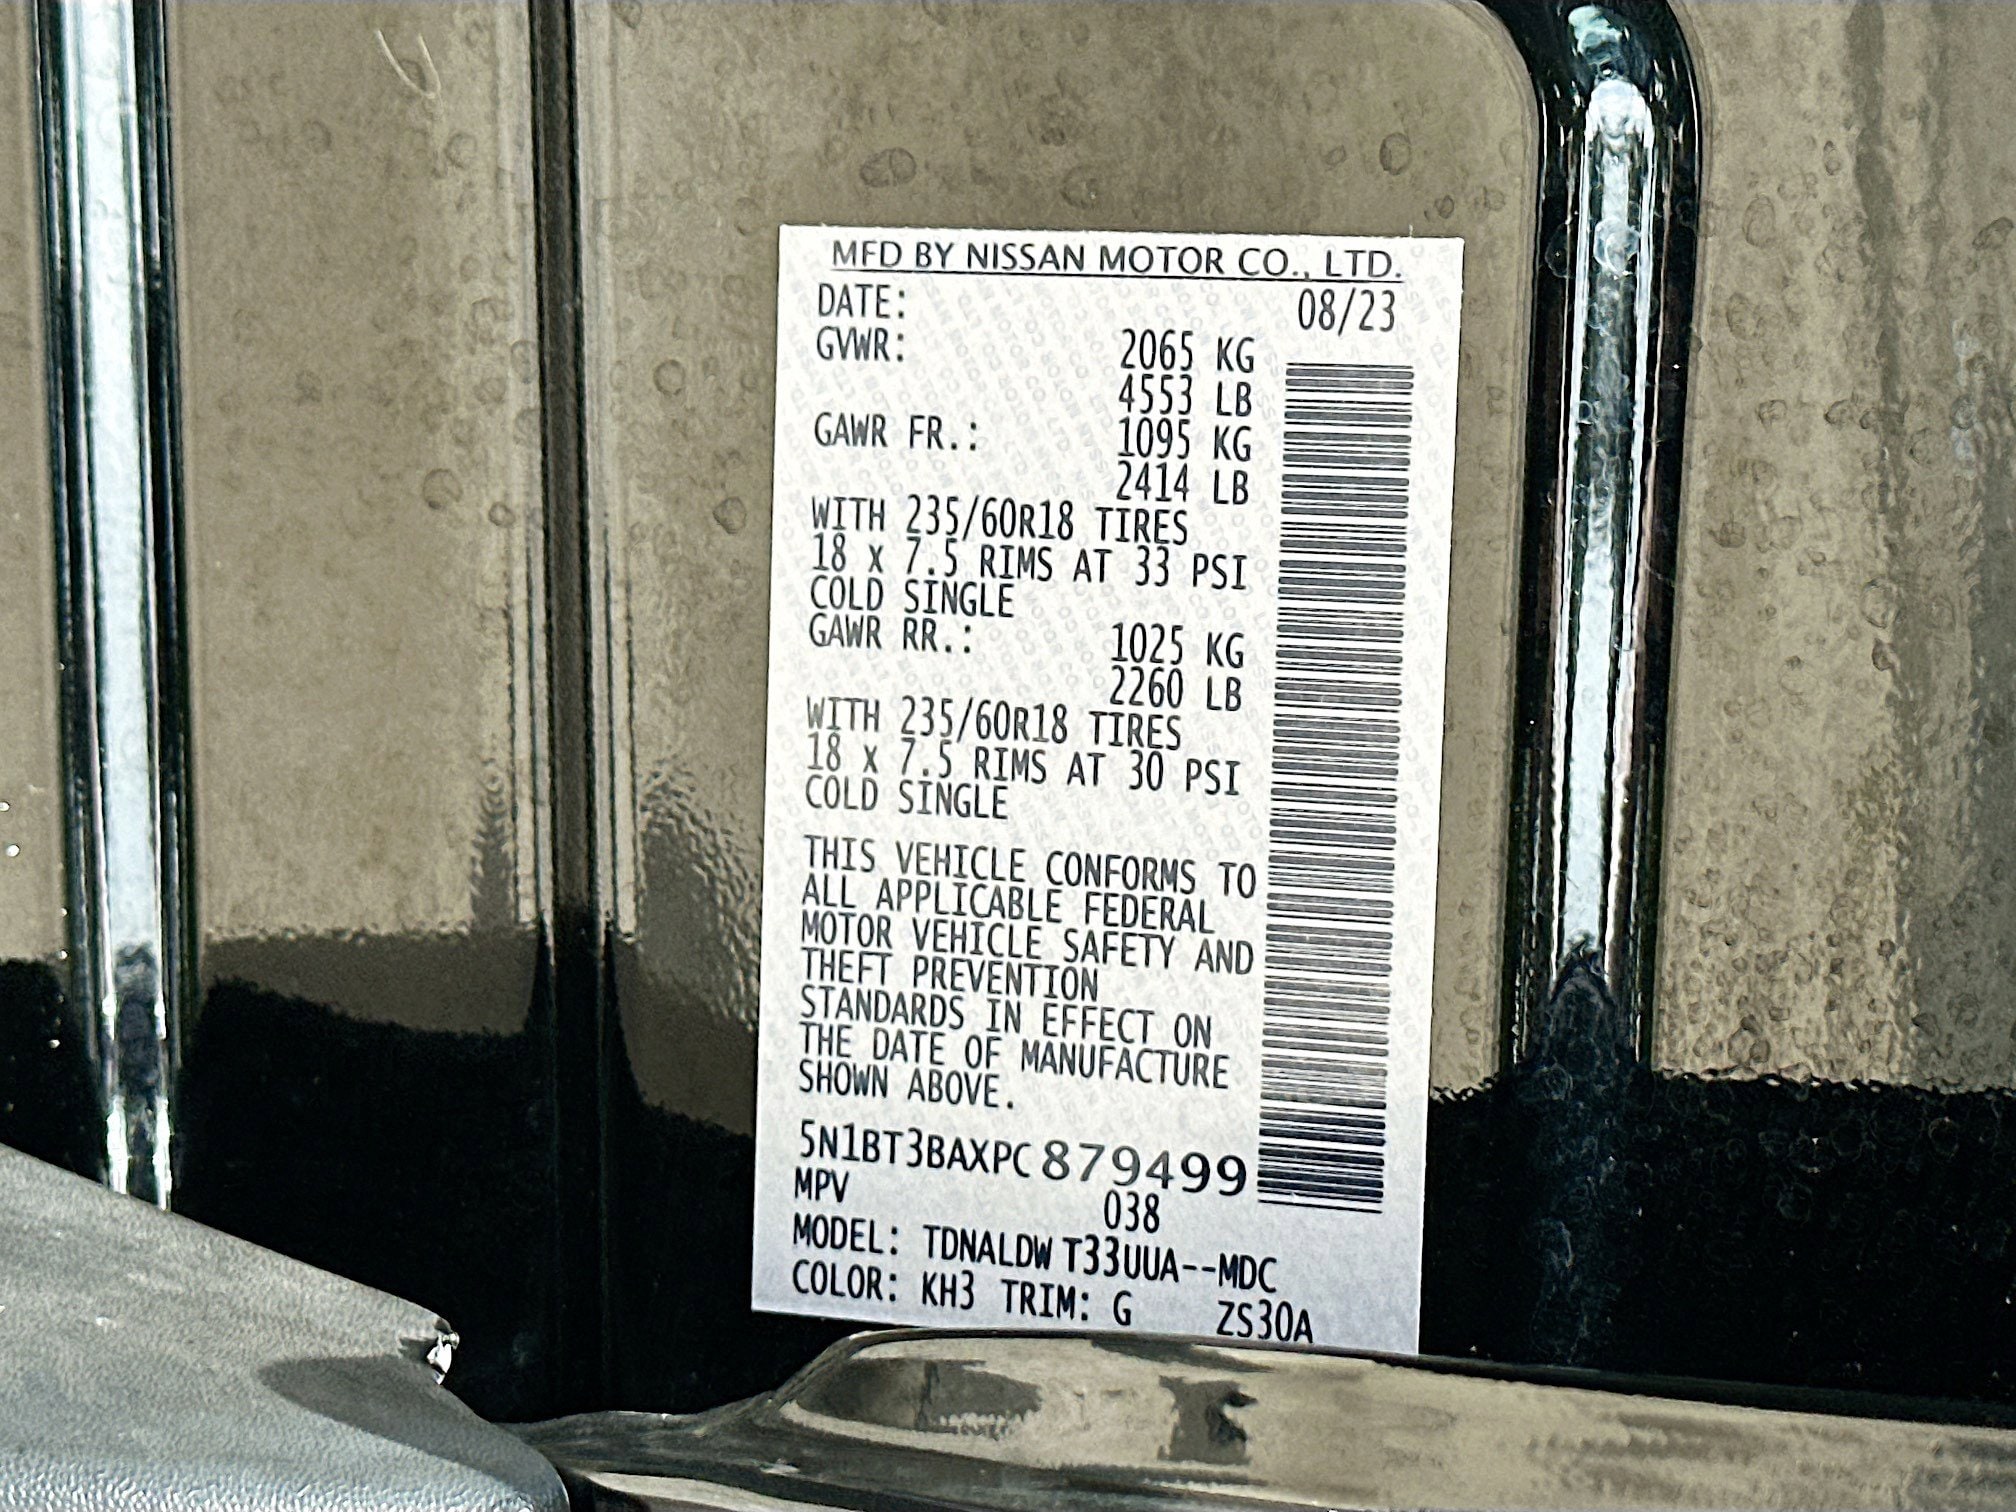 MFD BY NISSAN MOTOR CO., LTD.
DATE: 08/23
GVWR: 2065 KG
4553 LB
GAWR FR.: 1095 KG
2414 LB
WITH 235/60R18 TIRES
18 x 7.5 RIMS AT 33 PSI
COLD SINGLE
GAWR RR.: 1025 KG
2260 LB
WITH 235/60R18 TIRES
18 x 7.5 RIMS AT 30 PSI
COLD SINGLE
THIS VEHICLE CONFORMS TO
ALL APPLICABLE FEDERAL
MOTOR VEHICLE SAFETY AND
THEFT PREVENTION
STANDARDS IN EFFECT ON
THE DATE OF MANUFACTURE
SHOWN ABOVE.
5N1BT3BAXPC879499
MPV 038
MODEL: TDNALDW T33UUA--MDC
COLOR: KH3 TRIM: G ZS30A